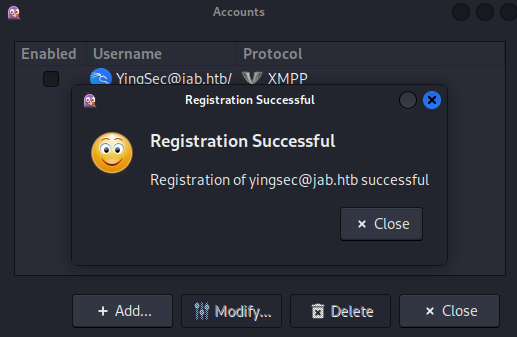 Accounts
Enabled Username Protocol
YingSec@jab.htb/ XMPP
Registration Successful
Registration Successful
Registration of yingsec@jab.htb successful
Close
Add... Modify... Delete Close